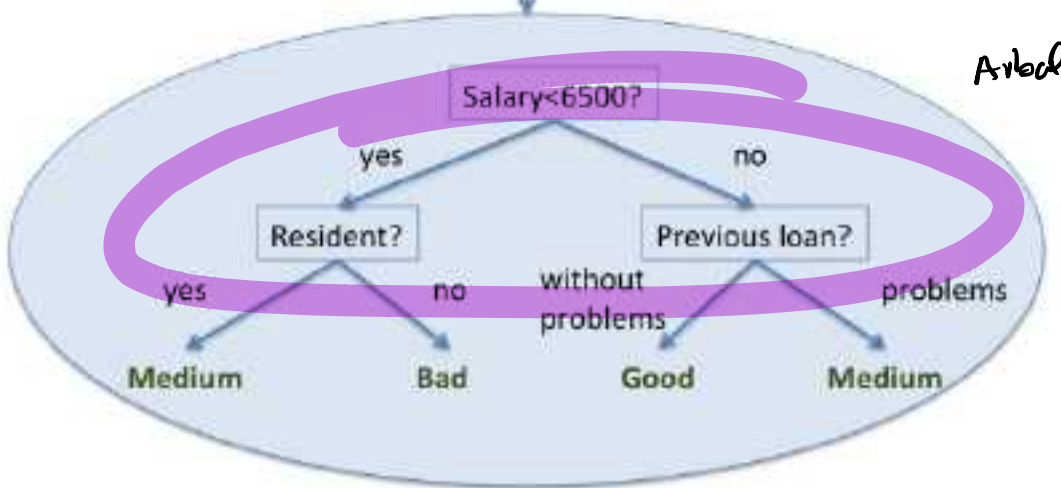 Salary<6500?
yes no
Resident? Previous loan?
yes no without problems problems
Medium Bad Good Medium